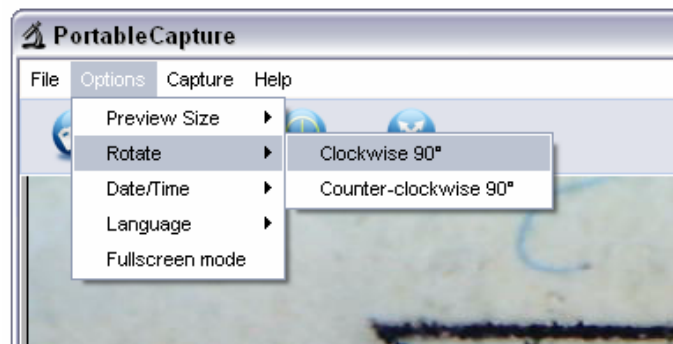 PortableCapture
File Options Capture Help
Preview Size
Rotate
Date/Time
Language
Fullscreen mode
Clockwise 90°
Counter-clockwise 90°